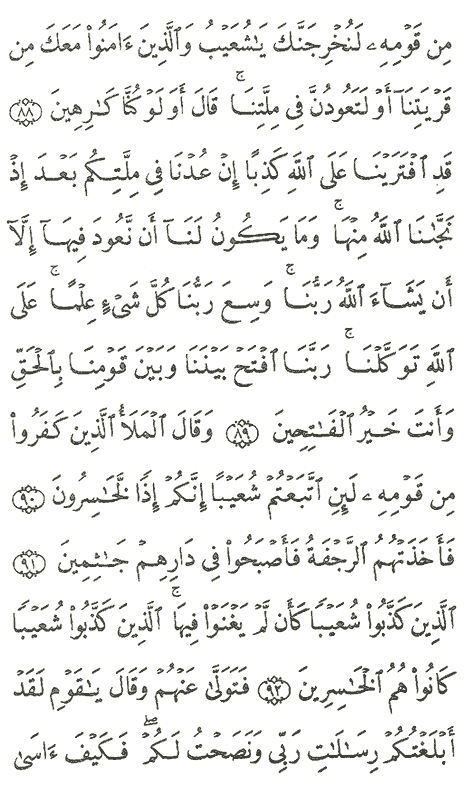 مِن قَوْمِهِۦ لَنُخْرِجَنَّكَ يَـٰشُعَيْبُ وَٱلَّذِينَ ءَامَنُوا۟ مَعَكَ مِن
قَرْيَتِنَآ أَوْ لَتَعُودُنَّ فِى مِلَّتِنَا ۚ قَالَ أَوَلَوْ كُنَّا كَـٰرِهِينَ ٨٨
قَدِ ٱفْتَرَيْنَا عَلَى ٱللَّهِ كَذِبًا إِنْ عُدْنَا فِى مِلَّتِكُم بَعْدَ إِذْ
نَجَّىٰنَا ٱللَّهُ مِنْهَا ۚ وَمَا يَكُونُ لَنَآ أَن نَّعُودَ فِيهَآ إِلَّآ
أَن يَشَآءَ ٱللَّهُ رَبُّنَا ۚ وَسِعَ رَبُّنَا كُلَّ شَىْءٍ عِلْمًا ۚ عَلَى
ٱللَّهِ تَوَكَّلْنَا ۚ رَبَّنَا ٱفْتَحْ بَيْنَنَا وَبَيْنَ قَوْمِنَا بِٱلْحَقِّ
وَأَنتَ خَيْرُ ٱلْفَـٰتِحِينَ ٨٩ وَقَالَ ٱلْمَلَأُ ٱلَّذِينَ كَفَرُوا۟
مِن قَوْمِهِۦ لَئِنِ ٱتَّبَعْتُمْ شُعَيْبًا إِنَّكُمْ إِذًا لَّخَـٰسِرُونَ ٩٠
فَأَخَذَتْهُمُ ٱلرَّجْفَةُ فَأَصْبَحُوا۟ فِى دَارِهِمْ جَـٰثِمِينَ ٩١
ٱلَّذِينَ كَذَّبُوا۟ شُعَيْبًا كَأَن لَّمْ يَغْنَوْا۟ فِيهَا ۚ ٱلَّذِينَ كَذَّبُوا۟ شُعَيْبًا
كَانُوا۟ هُمُ ٱلْخَـٰسِرِينَ ٩٢ فَتَوَلَّىٰ عَنْهُمْ وَقَالَ يَـٰقَوْمِ لَقَدْ
أَبْلَغْتُكُمْ رِسَـٰلَـٰتِ رَبِّى وَنَصَحْتُ لَكُمْ ۖ فَكَيْفَ ءَاسَىٰ